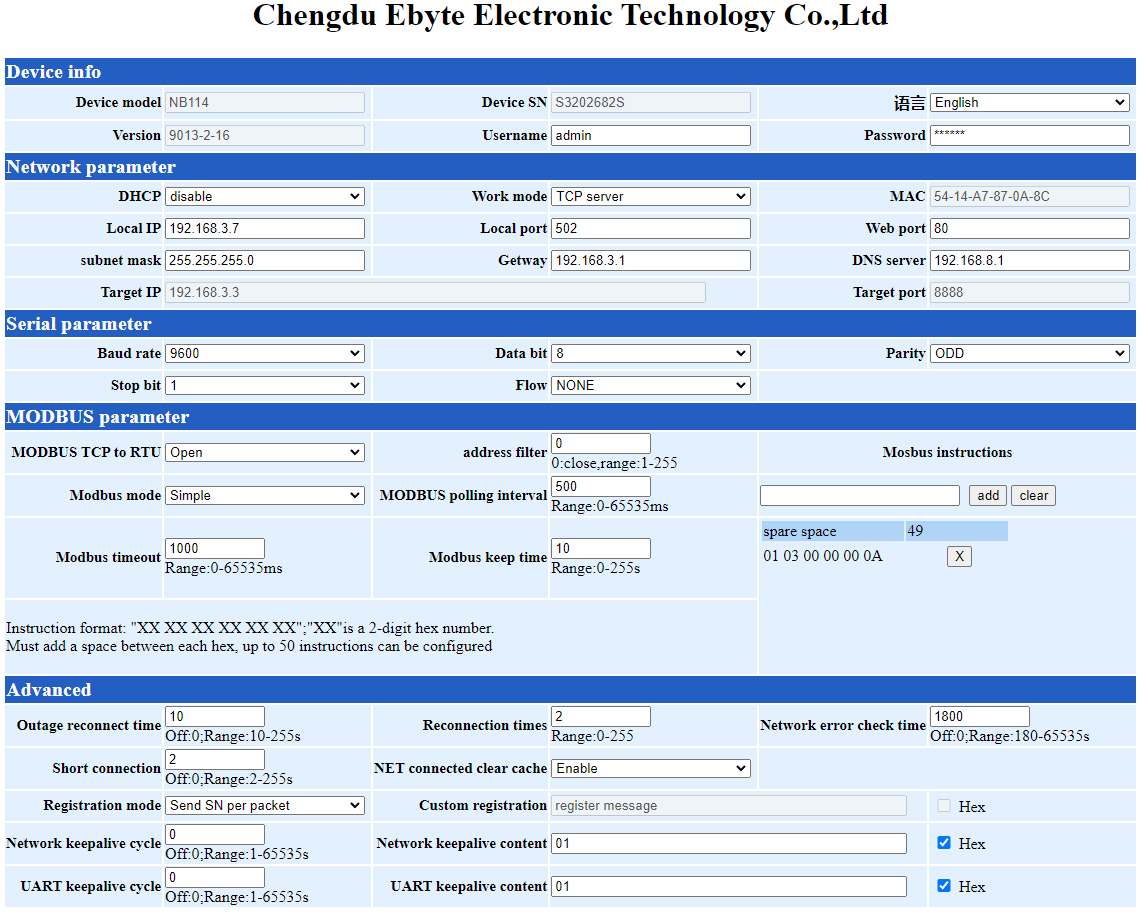 Chengdu Ebyte Electronic Technology Co.,Ltd
Device info
Device model NB114 Device SN S3202682S 语言 English
Version 9013-2-16 Username admin Password ******
Network parameter
DHCP disable Work mode TCP server MAC 54-14-A7-87-0A-8C
Local IP 192.168.3.7 Local port 502 Web port 80
subnet mask 255.255.255.0 Getway 192.168.3.1 DNS server 192.168.8.1
Target IP 192.168.3.3 Target port 8888
Serial parameter
Baud rate 9600 Data bit 8 Parity ODD
Stop bit 1 Flow NONE
MODBUS parameter
MODBUS TCP to RTU Open address filter 0 Mosbus instructions
0:close,range:1-255
Modbus mode Simple MODBUS polling interval 500 add clear
Range:0-65535ms
spare space 49
Modbus timeout 1000 Modbus keep time 10 01 03 00 00 00 0A X
Range:0-65535ms Range:0-255s
Instruction format: "XX XX XX XX XX XX";"XX"is a 2-digit hex number.
Must add a space between each hex, up to 50 instructions can be configured
Advanced
Outage reconnect time 10 Reconnection times 2 Network error check time 1800
Off:0;Range:10-255s Range:0-255 Off:0;Range:180-65535s
Short connection 2 NET connected clear cache Enable
Off:0;Range:2-255s
Registration mode Send SN per packet Custom registration register message Hex
Network keepalive cycle 0 Network keepalive content 01 Hex
Off:0;Range:1-65535s
UART keepalive cycle 0 UART keepalive content 01 Hex
Off:0;Range:1-65535s